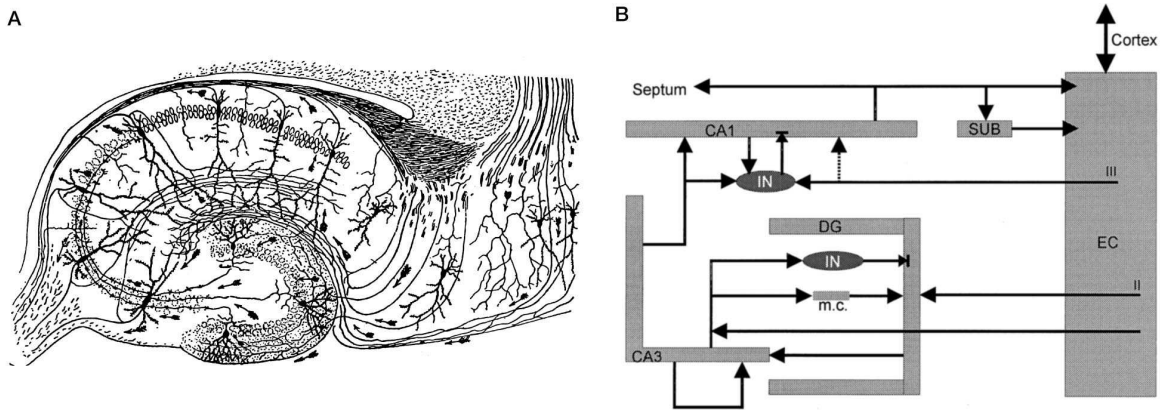 A
B
Cortex
Septum
CA1
SUB
IN
III
DG
EC
IN
II
m.c.
CA3